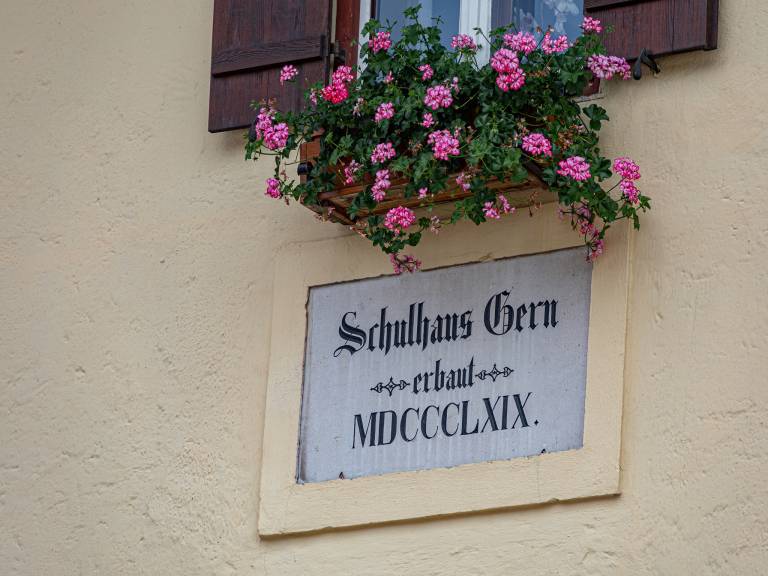 Schulhaus Gern
erbaut
MDCCCLXIX.